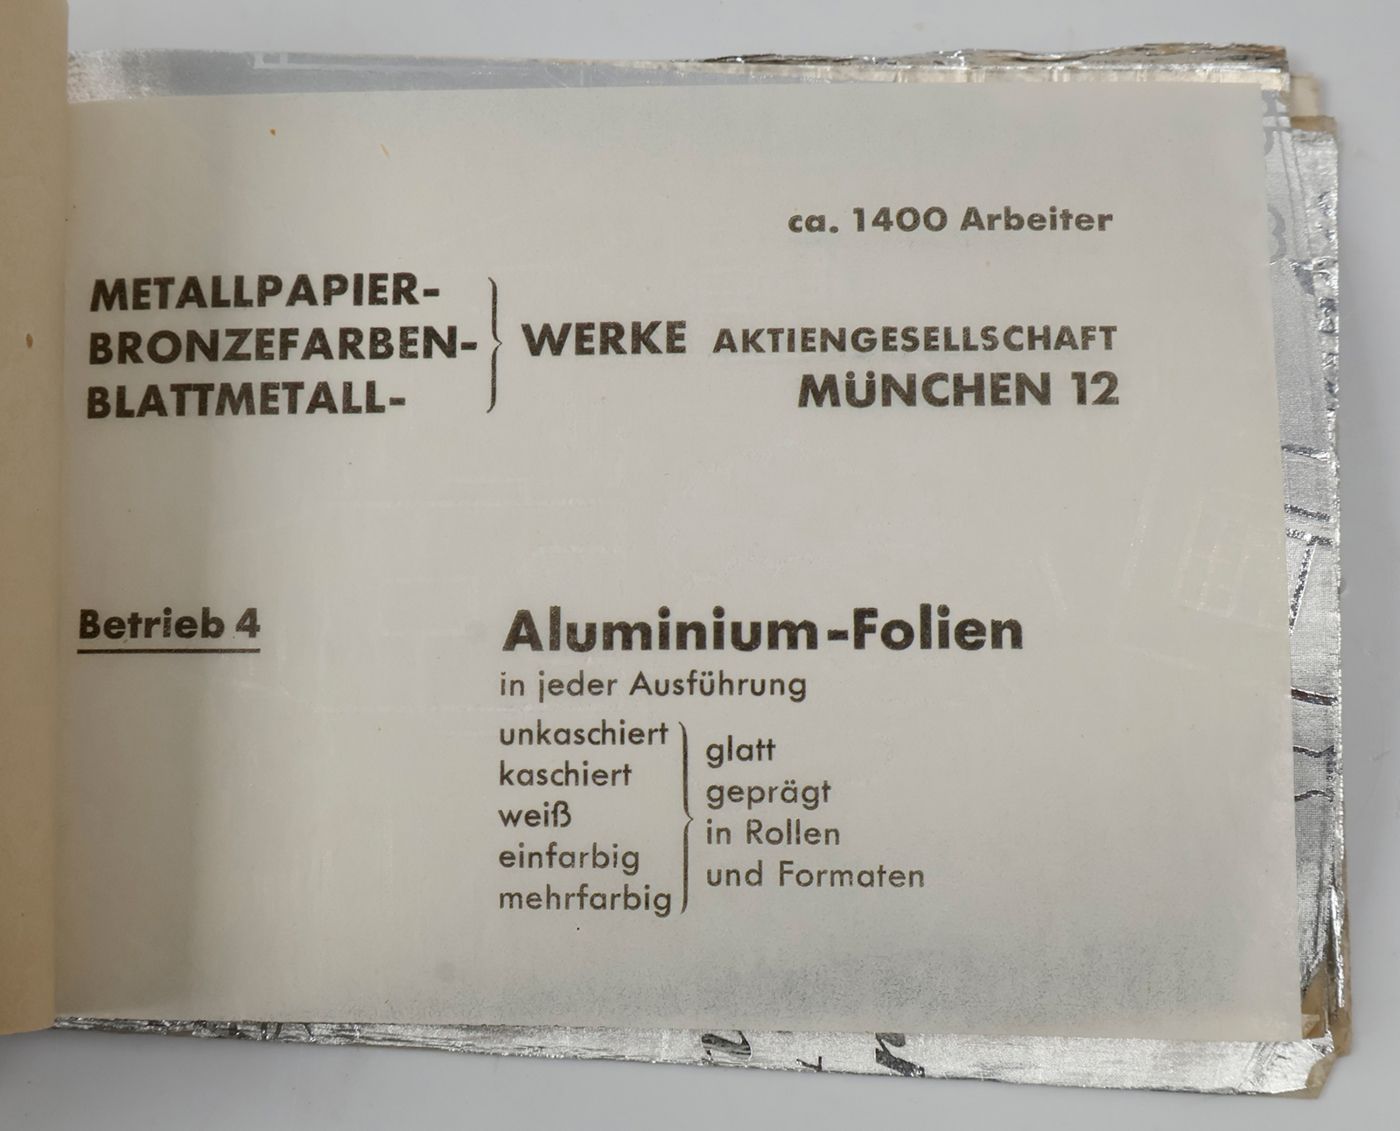 ca. 1400 Arbeiter
METALLPAPIER-
BRONZEFARBEN-
BLATTMETALL-
WERKE AKTIENGESELLSCHAFT
MÜNCHEN 12
Betrieb 4
Aluminium-Folien
in jeder Ausführung
unkaschiert
kaschiert
weiß
einfarbig
mehrfarbig
glatt
geprägt
in Rollen
und Formaten